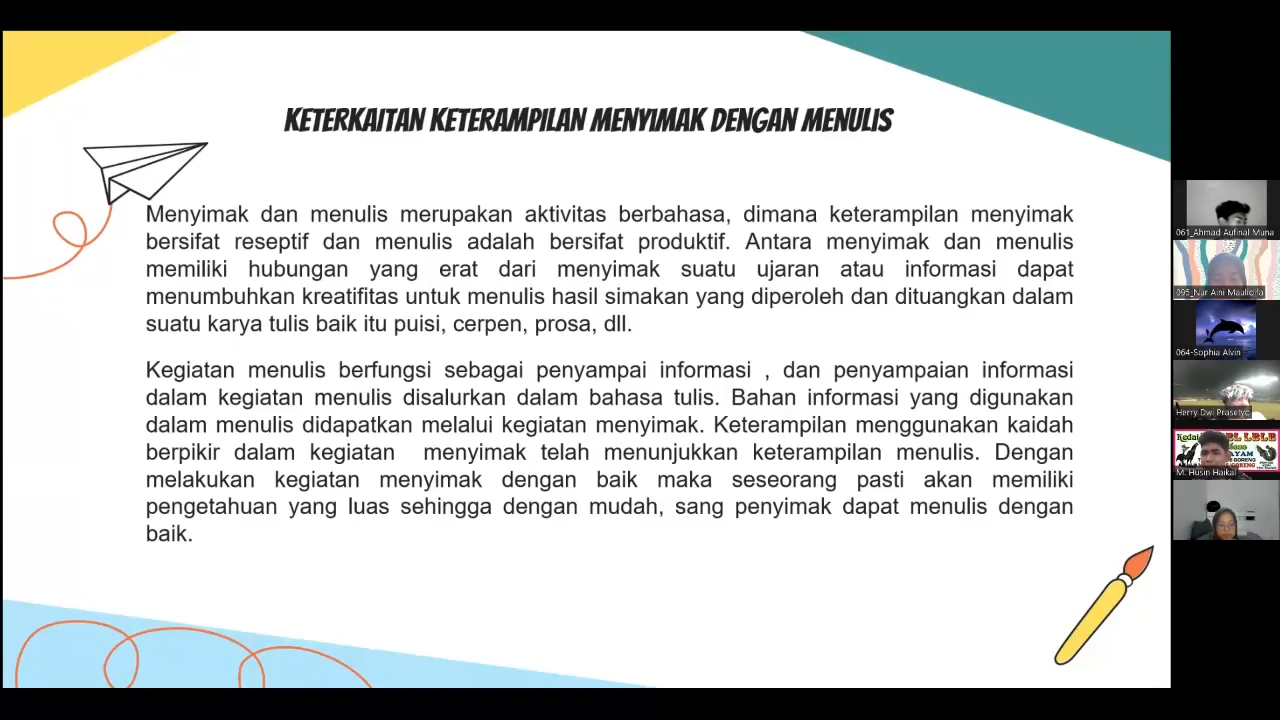 KETERKAITAN KETERAMPILAN MENYIMAK DENGAN MENULIS
Menyimak dan menulis merupakan aktivitas berbahasa, dimana keterampilan menyimak
bersifat reseptif dan menulis adalah bersifat produktif. Antara menyimak dan menulis
memiliki hubungan yang erat dari menyimak suatu ujaran atau informasi dapat
menumbuhkan kreatifitas untuk menulis hasil simakan yang diperoleh dan dituangkan dalam
suatu karya tulis baik itu puisi, cerpen, prosa, dll.
Kegiatan menulis berfungsi sebagai penyampai informasi , dan penyampaian informasi
dalam kegiatan menulis disalurkan dalam bahasa tulis. Bahan informasi yang digunakan
dalam menulis didapatkan melalui kegiatan menyimak. Keterampilan menggunakan kaidah
berpikir dalam kegiatan menyimak telah menunjukkan keterampilan menulis. Dengan
melakukan kegiatan menyimak dengan baik maka seseorang pasti akan memiliki
pengetahuan yang luas sehingga dengan mudah, sang penyimak dapat menulis dengan
baik.
061_Ahmad Aufinal Muna
095_Nur Aini Maulidia
064-Sophia Alvin
Herry Dwi Prasetyo
Kedai
AYAM
GORENG
M. Husin Haikal